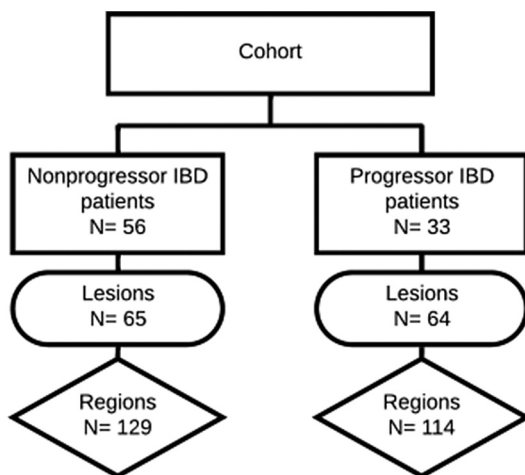 Cohort
Nonprogressor IBD
patients
N= 56
Progressor IBD
patients
N= 33
Lesions
N= 65
Lesions
N= 64
Regions
N= 129
Regions
N= 114